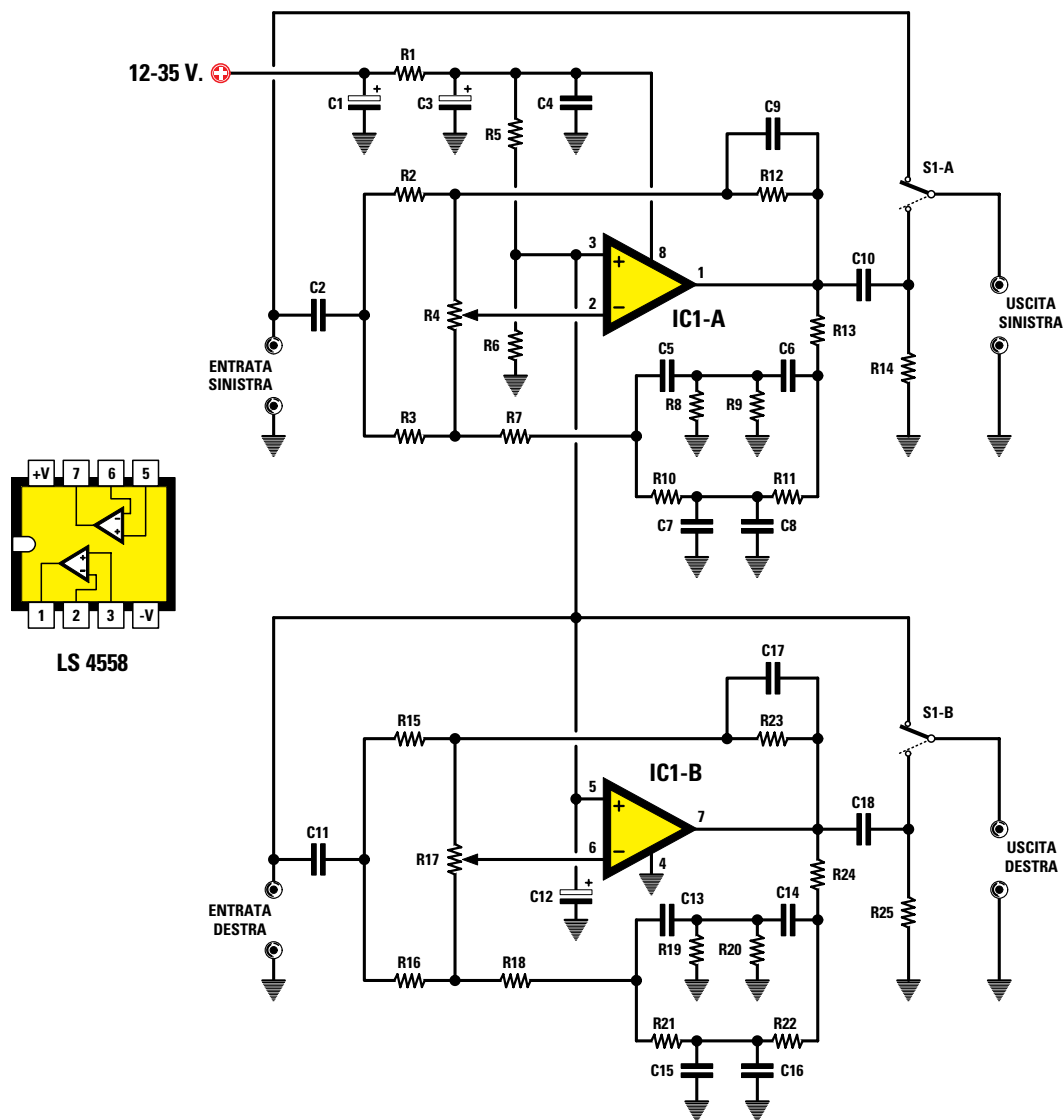 12-35 V.
R1
C1
+
C3
+
C4
R5
C9
R2
R12
S1-A
3
8
+
1
C10
C2
R4
2
–
IC1-A
R13
USCITA
SINISTRA
R6
C5
C6
R14
ENTRATA
SINISTRA
R8
R9
R3
R7
R10
R11
C7
C8
+V
7
6
5
–
+
+
–
1
2
3
-V
LS 4558
C17
R15
R23
S1-B
IC1-B
5
+
7
C18
C11
R17
6
–
4
R24
USCITA
DESTRA
C12
+
C13
C14
R25
ENTRATA
DESTRA
R19
R20
R16
R18
R21
R22
C15
C16